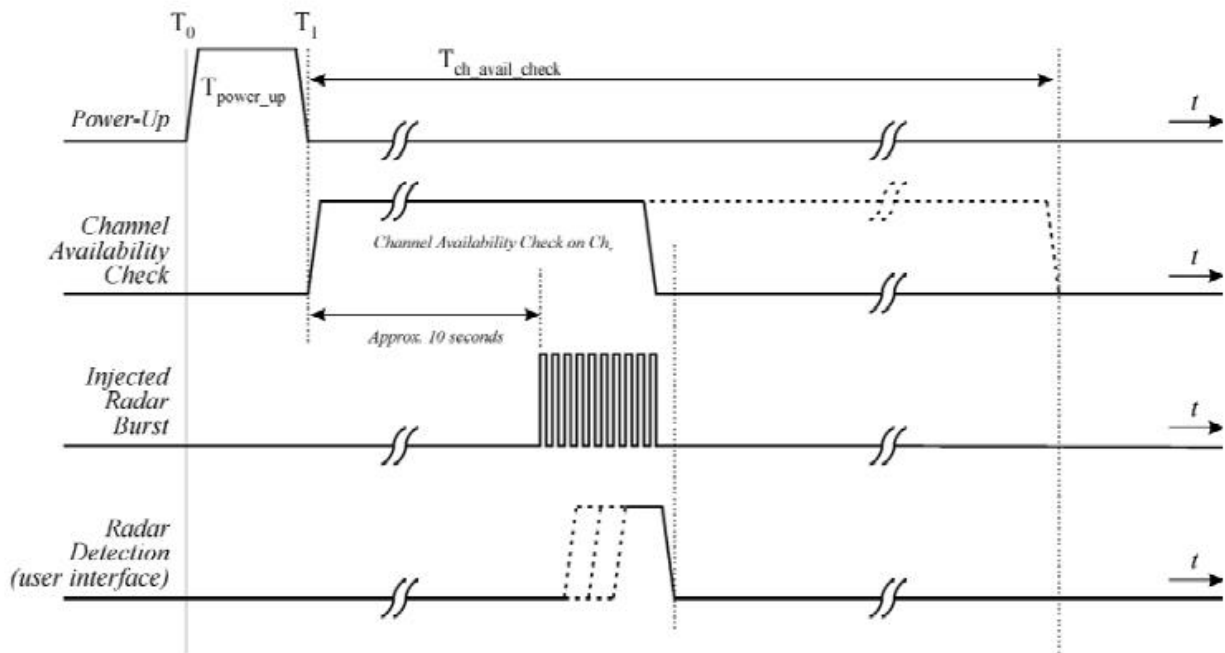 T0 T1
Tch_avail_check
Tpower_up
Power-Up
t
Channel
Availability
Check
Channel Availability Check on Chr
t
Approx. 10 seconds
Injected
Radar
Burst
t
Radar
Detection
(user interface)
t